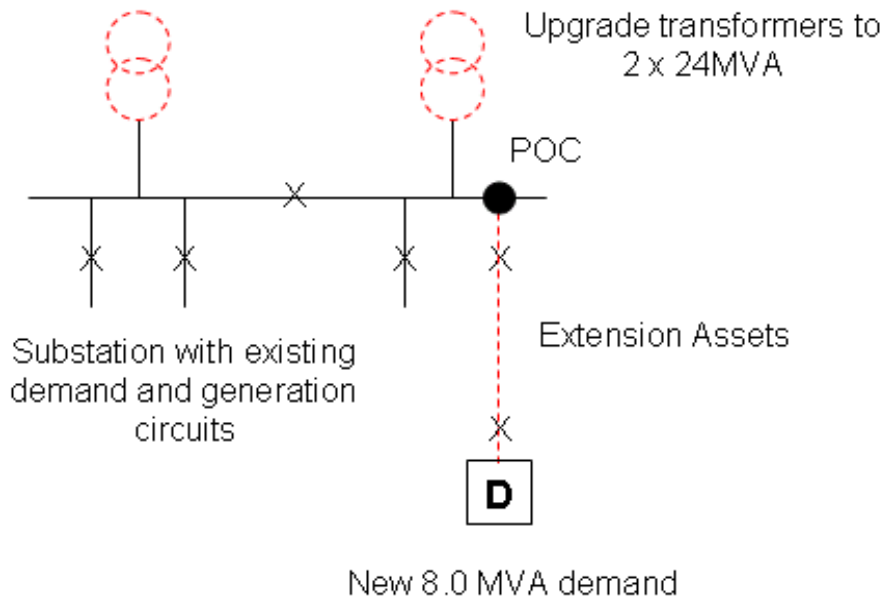 Upgrade transformers to
2 x 24MVA
POC
Extension Assets
Substation with existing
demand and generation
circuits
D
New 8.0 MVA demand